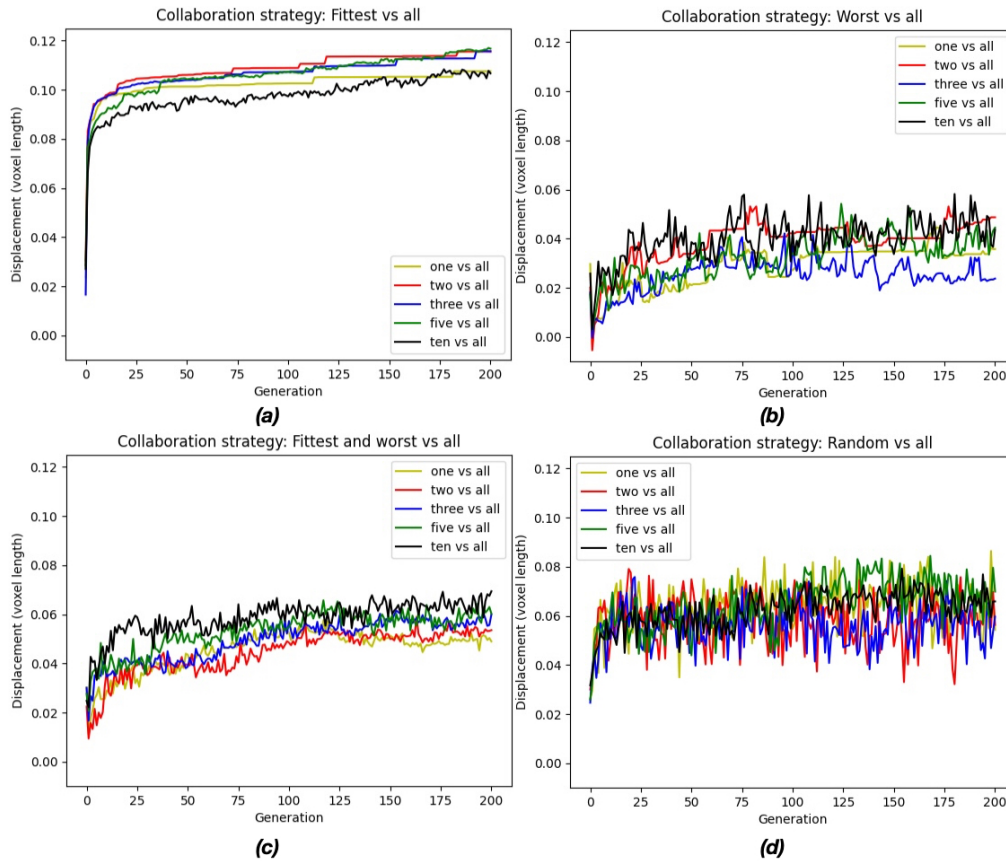 Collaboration strategy: Fittest vs all
0.12
0.10
0.08
0.06
0.04
0.02
0.00
Displacement (voxel length)
one vs all
two vs all
three vs all
five vs all
ten vs all
0 25 50 75 100 125 150 175 200
Generation
(a)
Collaboration strategy: Worst vs all
0.12
0.10
0.08
0.06
0.04
0.02
0.00
Displacement (voxel length)
one vs all
two vs all
three vs all
five vs all
ten vs all
0 25 50 75 100 125 150 175 200
Generation
(b)
Collaboration strategy: Fittest and worst vs all
0.12
0.10
0.08
0.06
0.04
0.02
0.00
Displacement (voxel length)
one vs all
two vs all
three vs all
five vs all
ten vs all
0 25 50 75 100 125 150 175 200
Generation
(c)
Collaboration strategy: Random vs all
0.12
0.10
0.08
0.06
0.04
0.02
0.00
Displacement (voxel length)
one vs all
two vs all
three vs all
five vs all
ten vs all
0 25 50 75 100 125 150 175 200
Generation
(d)